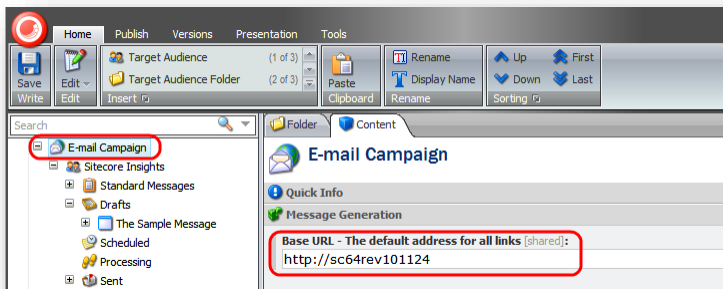 Home Publish Versions Presentation Tools
Target Audience (1 of 3) Rename Up First
Save Edit Target Audience Folder (2 of 3) Paste Display Name Down Last
Write Edit Insert Clipboard Rename Sorting
Search Folder Content
E-mail Campaign E-mail Campaign
Sitecore Insights
Standard Messages Quick Info
Drafts Message Generation
The Sample Message
Scheduled Base URL - The default address for all links [shared]:
Processing http://sc64rev101124
Sent